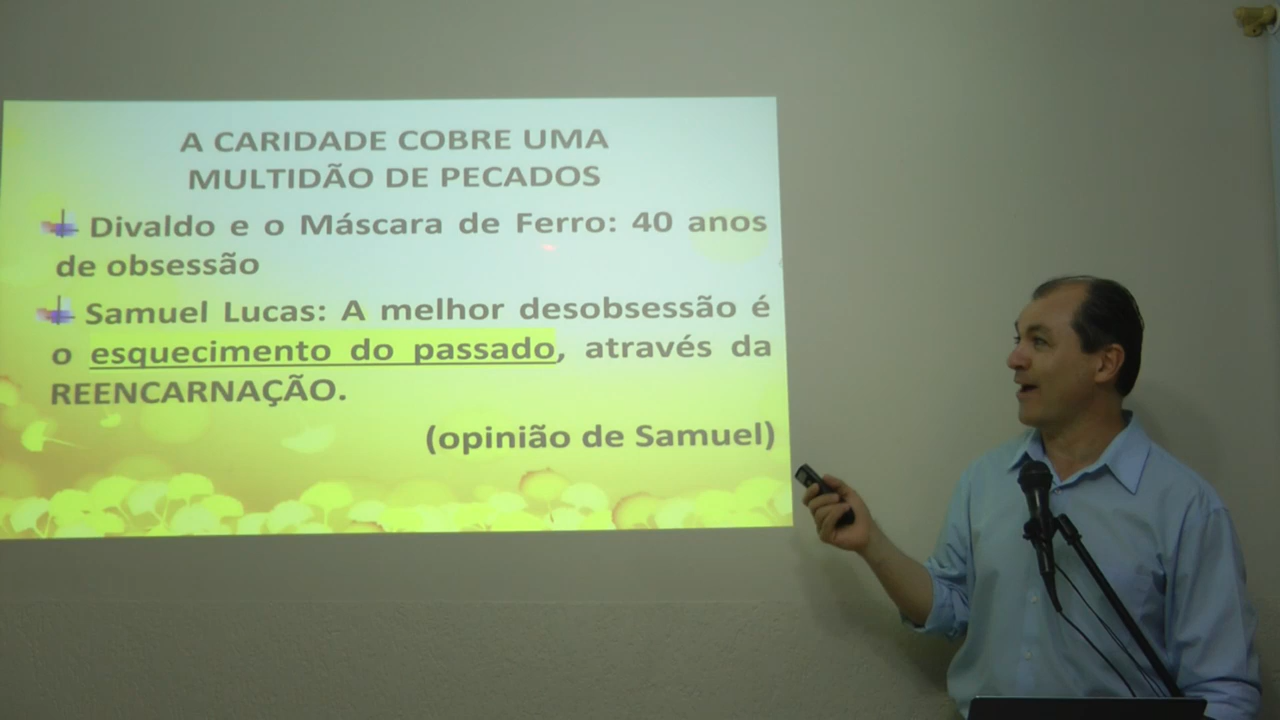 A CARIDADE COBRE UMA
MULTIDÃO DE PECADOS
Divaldo e o Máscara de Ferro: 40 anos
de obsessão
Samuel Lucas: A melhor desobsessão é
o esquecimento do passado, através da
REENCARNAÇÃO.
(opinião de Samuel)